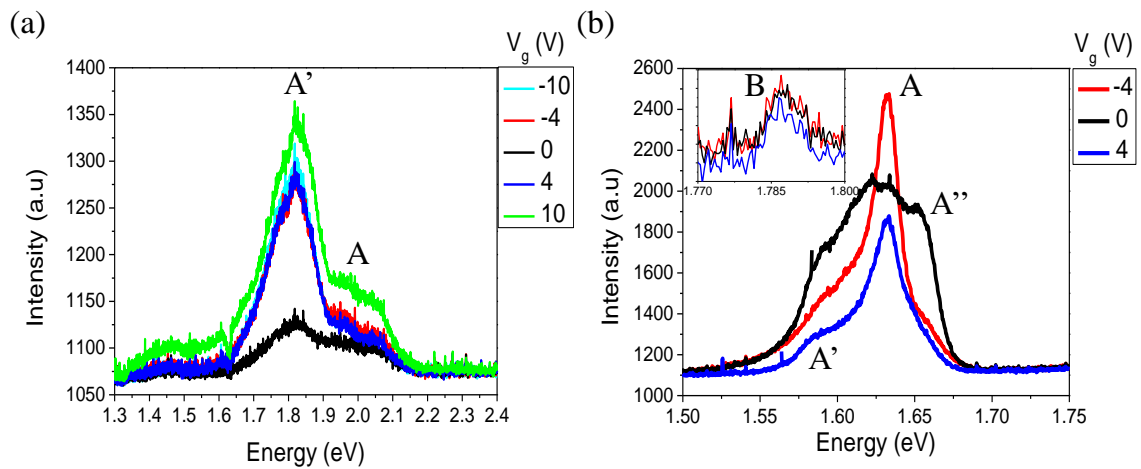 (a)
V_g (V)
-10
-4
0
4
10
A'
A
1400
1350
1300
1250
1200
1150
1100
1050
Intensity (a.u)
1.3 1.4 1.5 1.6 1.7 1.8 1.9 2.0 2.1 2.2 2.3 2.4
Energy (eV)
(b)
V_g (V)
-4
0
4
2600
2400
2200
2000
1800
1600
1400
1200
1000
Intensity (a.u)
B
1.770 1.785 1.800
A
A''
A'
1.50 1.55 1.60 1.65 1.70 1.75
Energy (eV)